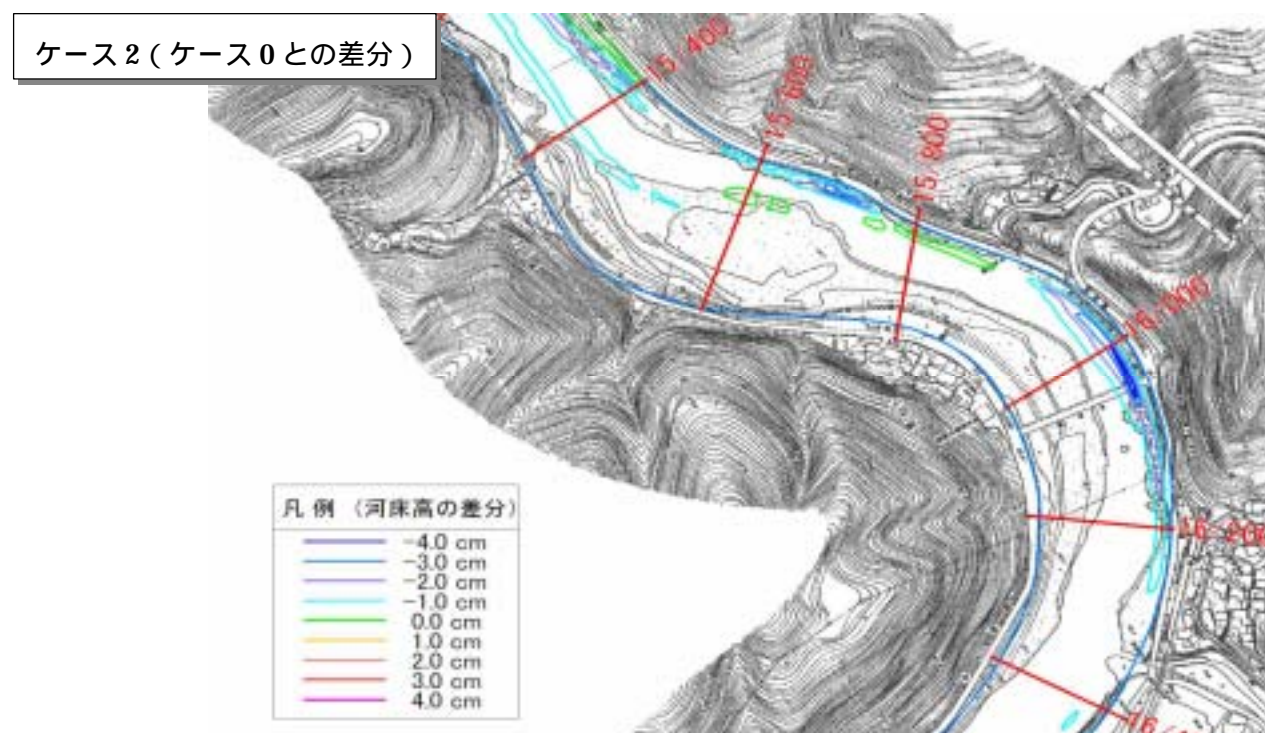 ケース2（ケース0との差分）
15,400
15,600
15,800
16,000
凡例 （河床高の差分）
-4.0 cm
-3.0 cm
-2.0 cm
-1.0 cm
0.0 cm
1.0 cm
2.0 cm
3.0 cm
4.0 cm